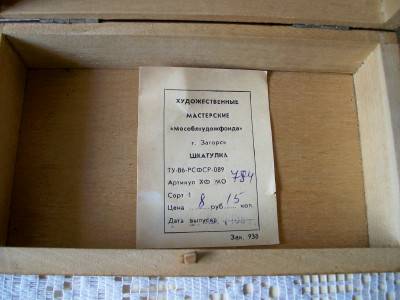 ХУДОЖЕСТВЕННЫЕ
МАСТЕРСКИЕ
«мособлхудожфонда»
г. Загорск
ШКАТУЛКА
ТУ-В6-РСФСР-089
Артикул ХФ МО 784
Сорт 1
Цена 8 руб. 15 коп.
Дата выпуска
Зак. 938